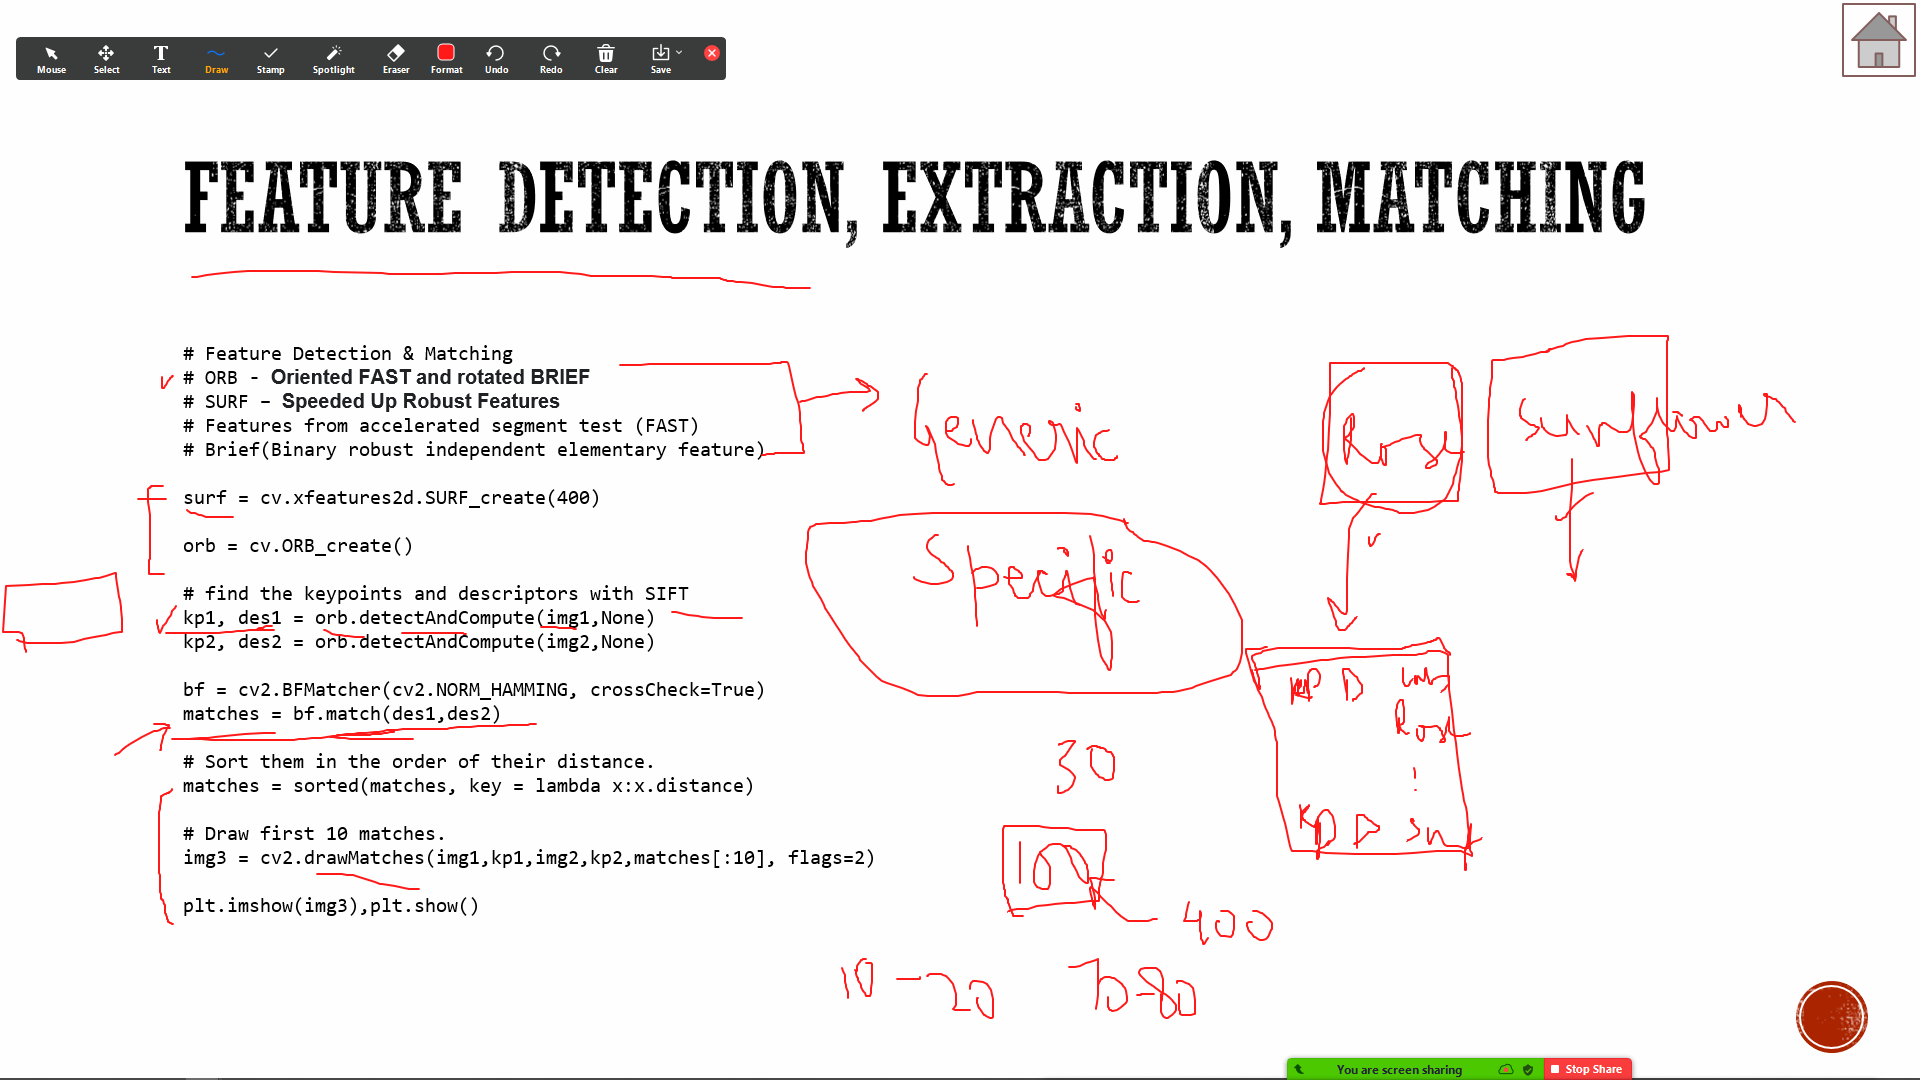 Mouse Select Text Draw Stamp Spotlight Eraser Format Undo Redo Clear Save
FEATURE DETECTION, EXTRACTION, MATCHING
# Feature Detection & Matching
# ORB - Oriented FAST and rotated BRIEF
# SURF – Speeded Up Robust Features
# Features from accelerated segment test (FAST)
# Brief(Binary robust independent elementary feature)
surf = cv.xfeatures2d.SURF_create(400)
orb = cv.ORB_create()
# find the keypoints and descriptors with SIFT
kp1, des1 = orb.detectAndCompute(img1,None)
kp2, des2 = orb.detectAndCompute(img2,None)
bf = cv2.BFMatcher(cv2.NORM_HAMMING, crossCheck=True)
matches = bf.match(des1,des2)
# Sort them in the order of their distance.
matches = sorted(matches, key = lambda x:x.distance)
# Draw first 10 matches.
img3 = cv2.drawMatches(img1,kp1,img2,kp2,matches[:10], flags=2)
plt.imshow(img3),plt.show()
Generic
Specific
Rose
Sunflower
KP D
Rose
KP D
30
400
10 - 20
70-80
You are screen sharing
Stop Share